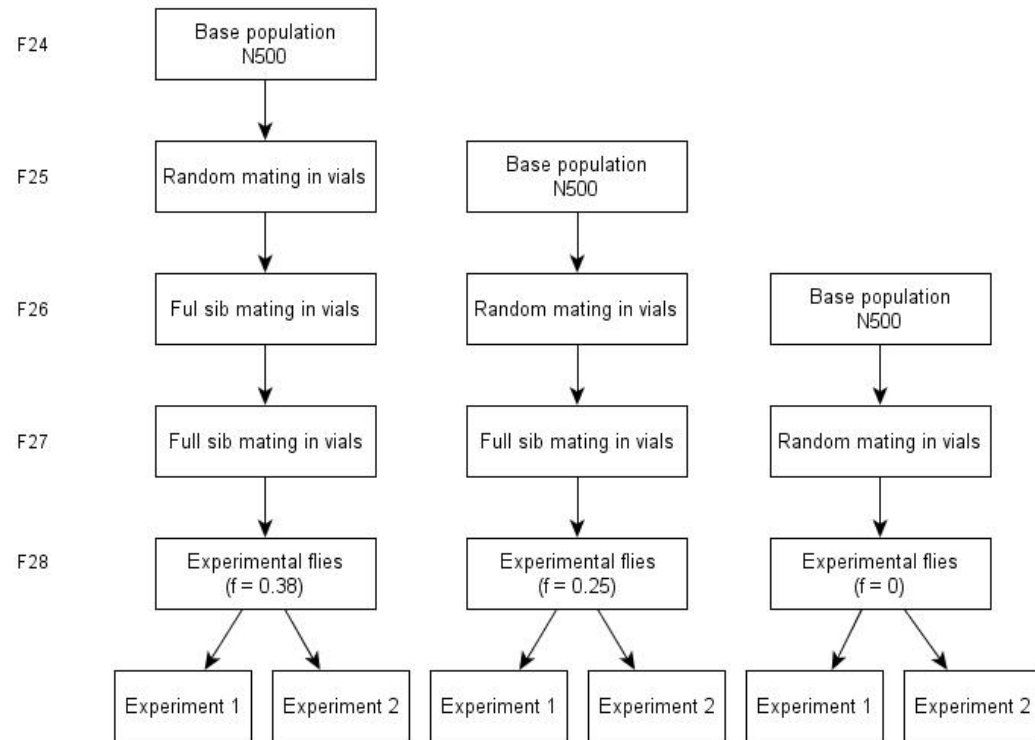 F24
Base population
N500
F25
Random mating in vials
Base population
N500
F26
Ful sib mating in vials
Random mating in vials
Base population
N500
F27
Full sib mating in vials
Full sib mating in vials
Random mating in vials
F28
Experimental flies
(f = 0.38)
Experimental flies
(f = 0.25)
Experimental flies
(f = 0)
Experiment 1
Experiment 2
Experiment 1
Experiment 2
Experiment 1
Experiment 2